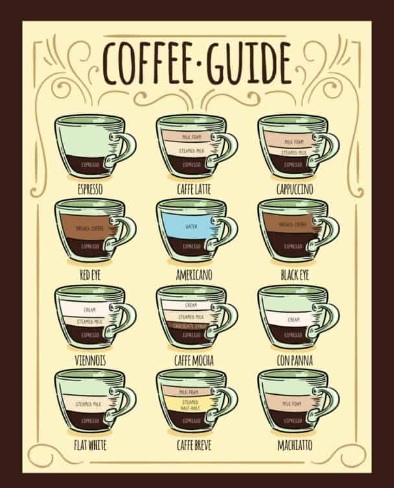 COFFEE·GUIDE
ESPRESSO
ESPRESSO
MILK FOAM
STEAMED MILK
ESPRESSO
CAFFE LATTE
MILK FOAM
STEAMED MILK
ESPRESSO
CAPPUCCINO
BREWED COFFEE
ESPRESSO
RED EYE
WATER
ESPRESSO
AMERICANO
BREWED COFFEE
ESPRESSO
BLACK EYE
CREAM
STEAMED MILK
ESPRESSO
VIENNOIS
CREAM
STEAMED MILK
CHOCOLATE SYRUP
ESPRESSO
CAFFE MOCHA
CREAM
ESPRESSO
CON PANNA
STEAMED MILK
ESPRESSO
FLAT WHITE
MILK FOAM
STEAMED
HALF-HALF
ESPRESSO
CAFFE BREVE
MILK FOAM
ESPRESSO
MACHIATTO